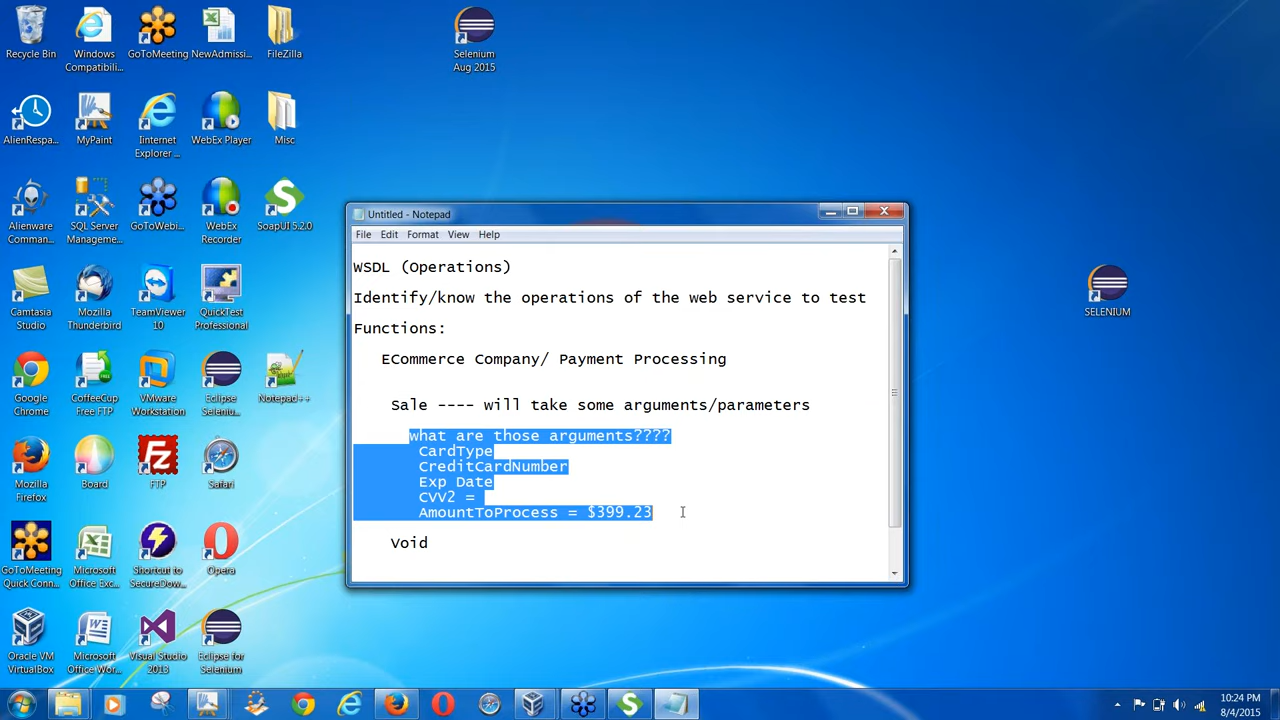 Recycle Bin
Windows Compatibili...
GoToMeeting
NewAdmissi...
FileZilla
Selenium Aug 2015
AlienRespa...
MyPaint
Iinternet Explorer ...
WebEx Player
Misc
Alienware Comman...
SQL Server Manageme...
GoToWebi...
WebEx Recorder
SoapUI 5.2.0
Camtasia Studio
Mozilla Thunderbird
TeamViewer 10
QuickTest Professional
SELENIUM
Google Chrome
CoffeeCup Free FTP
VMware Workstation
Eclipse Seleniu...
Notepad++
Mozilla Firefox
Board
FTP
Safari
GoToMeeting Quick Conn...
Microsoft Office Exc...
Shortcut to SecureDow...
Opera
Oracle VM VirtualBox
Microsoft Office Wor...
Visual Studio 2013
Eclipse for Selenium
Untitled - Notepad
File Edit Format View Help
WSDL (Operations)
Identify/know the operations of the web service to test
Functions:
ECommerce Company/ Payment Processing
Sale ---- will take some arguments/parameters
what are those arguments????
CardType
CreditCardNumber
Exp Date
CVV2 =
AmountToProcess = $399.23
Void
10:24 PM
8/4/2015